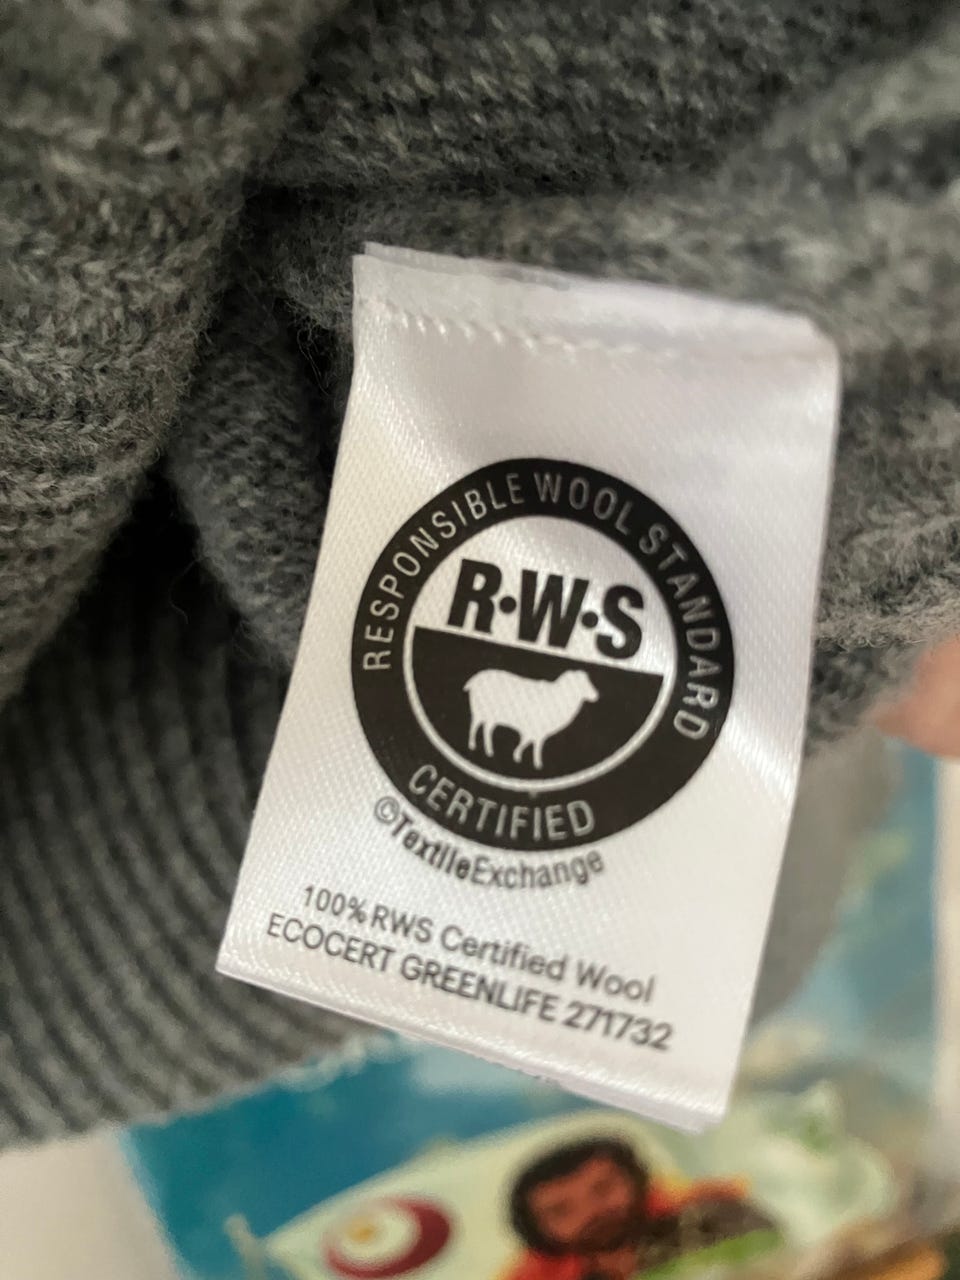 RESPONSIBLE WOOL STANDARD
R•W•S
CERTIFIED
©TextileExchange
100% RWS Certified Wool
ECOCERT GREENLIFE 271732